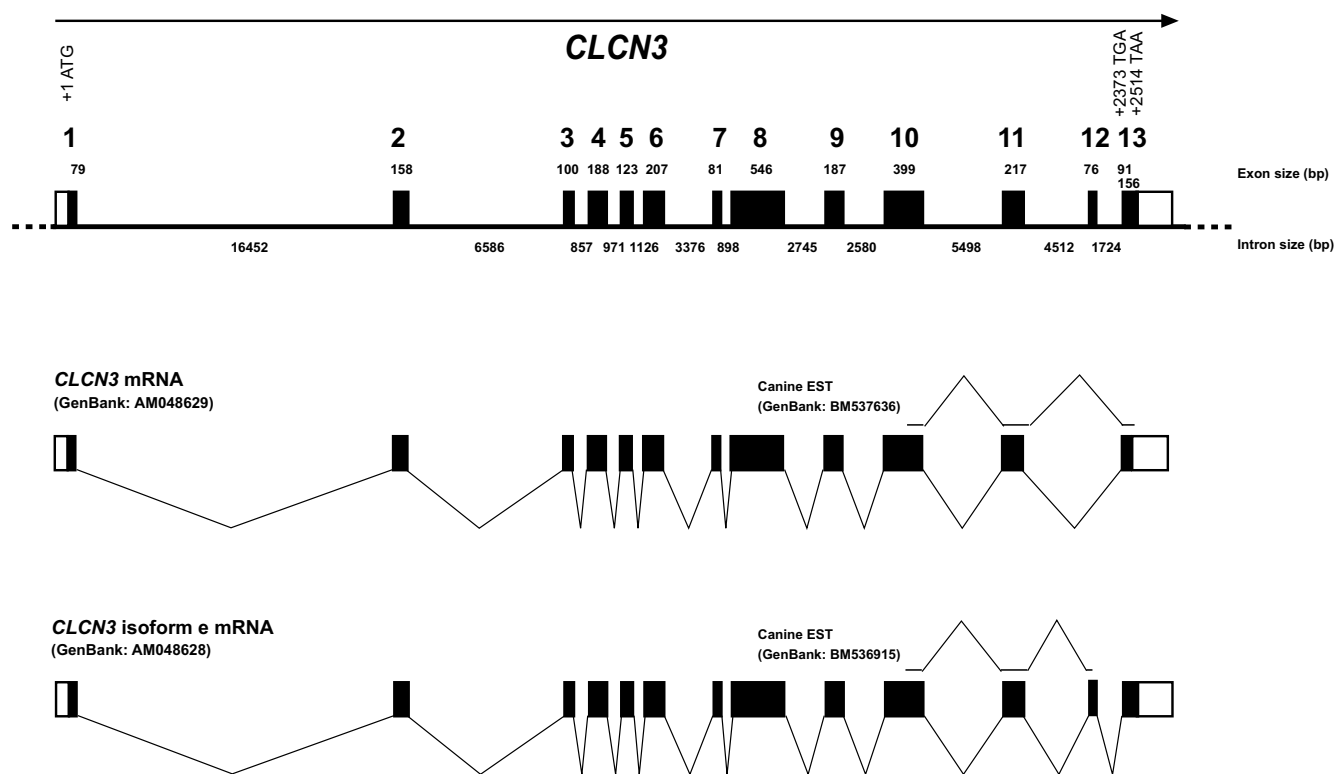 CLCN3
+1 ATG
+2373 TGA
+2514 TAA
1 2 3 4 5 6 7 8 9 10 11 12 13
79 158 100 188 123 207 81 546 187 399 217 76 91
156
Exon size (bp)
16452 6586 857 971 1126 3376 898 2745 2580 5498 4512 1724
Intron size (bp)
CLCN3 mRNA
(GenBank: AM048629)
Canine EST
(GenBank: BM537636)
CLCN3 isoform e mRNA
(GenBank: AM048628)
Canine EST
(GenBank: BM536915)